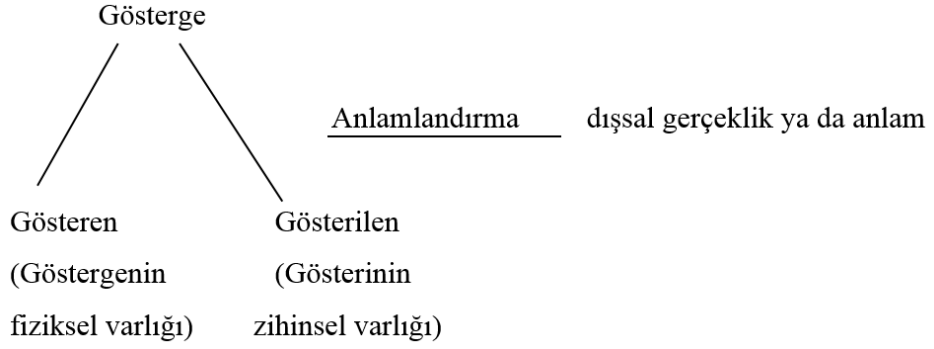 Gösterge
Anlamlandırma dışsal gerçeklik ya da anlam
Gösteren Gösterilen
(Göstergenin (Gösterinin
fiziksel varlığı) zihinsel varlığı)